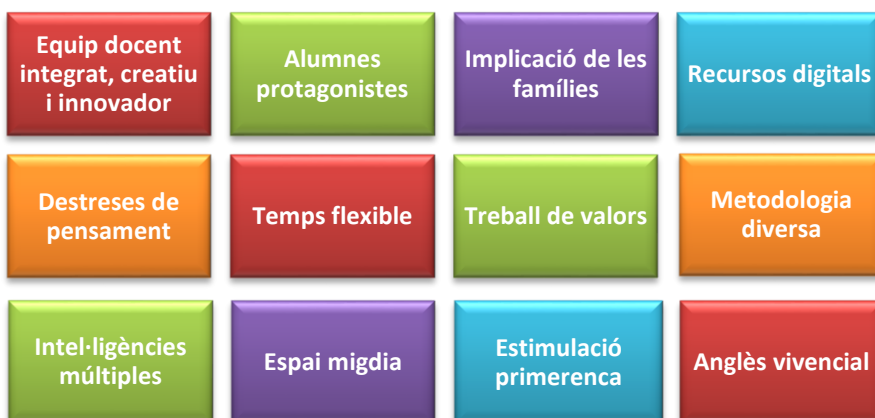 Equip docent
integrat, creatiu
i innovador
Alumnes
protagonistes
Implicació de les
famílies
Recursos digitals
Destreses de
pensament
Temps flexible
Treball de valors
Metodologia
diversa
Intel·ligències
múltiples
Espai migdia
Estimulació
primerenca
Anglès vivencial